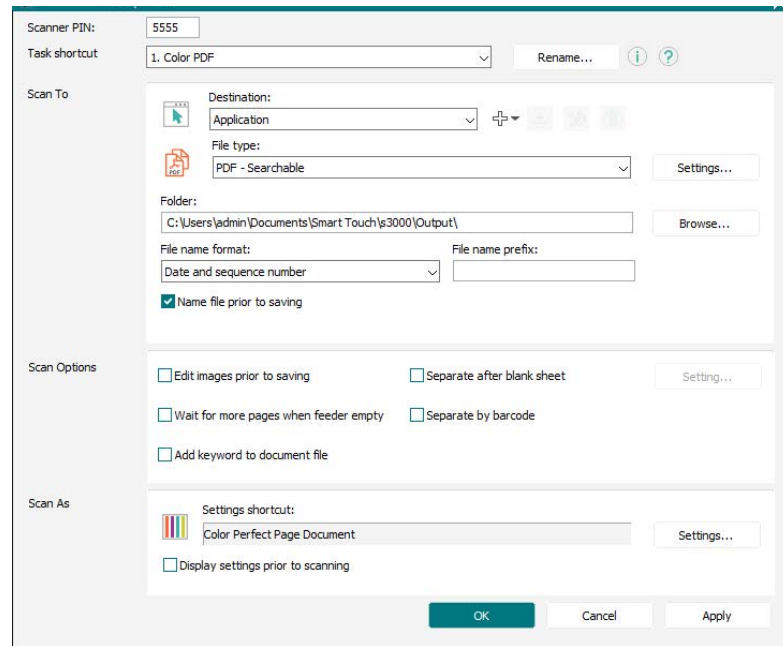 Scanner PIN: 5555
Task shortcut 1. Color PDF Rename... i ?
Scan To
Destination:
Application
File type:
PDF PDF - Searchable Settings...
Folder:
C:\Users\admin\Documents\Smart Touch\s3000\Output\ Browse...
File name format: File name prefix:
Date and sequence number
Name file prior to saving
Scan Options
Edit images prior to saving Separate after blank sheet Setting...
Wait for more pages when feeder empty Separate by barcode
Add keyword to document file
Scan As
Settings shortcut:
Color Perfect Page Document Settings...
Display settings prior to scanning
OK Cancel Apply